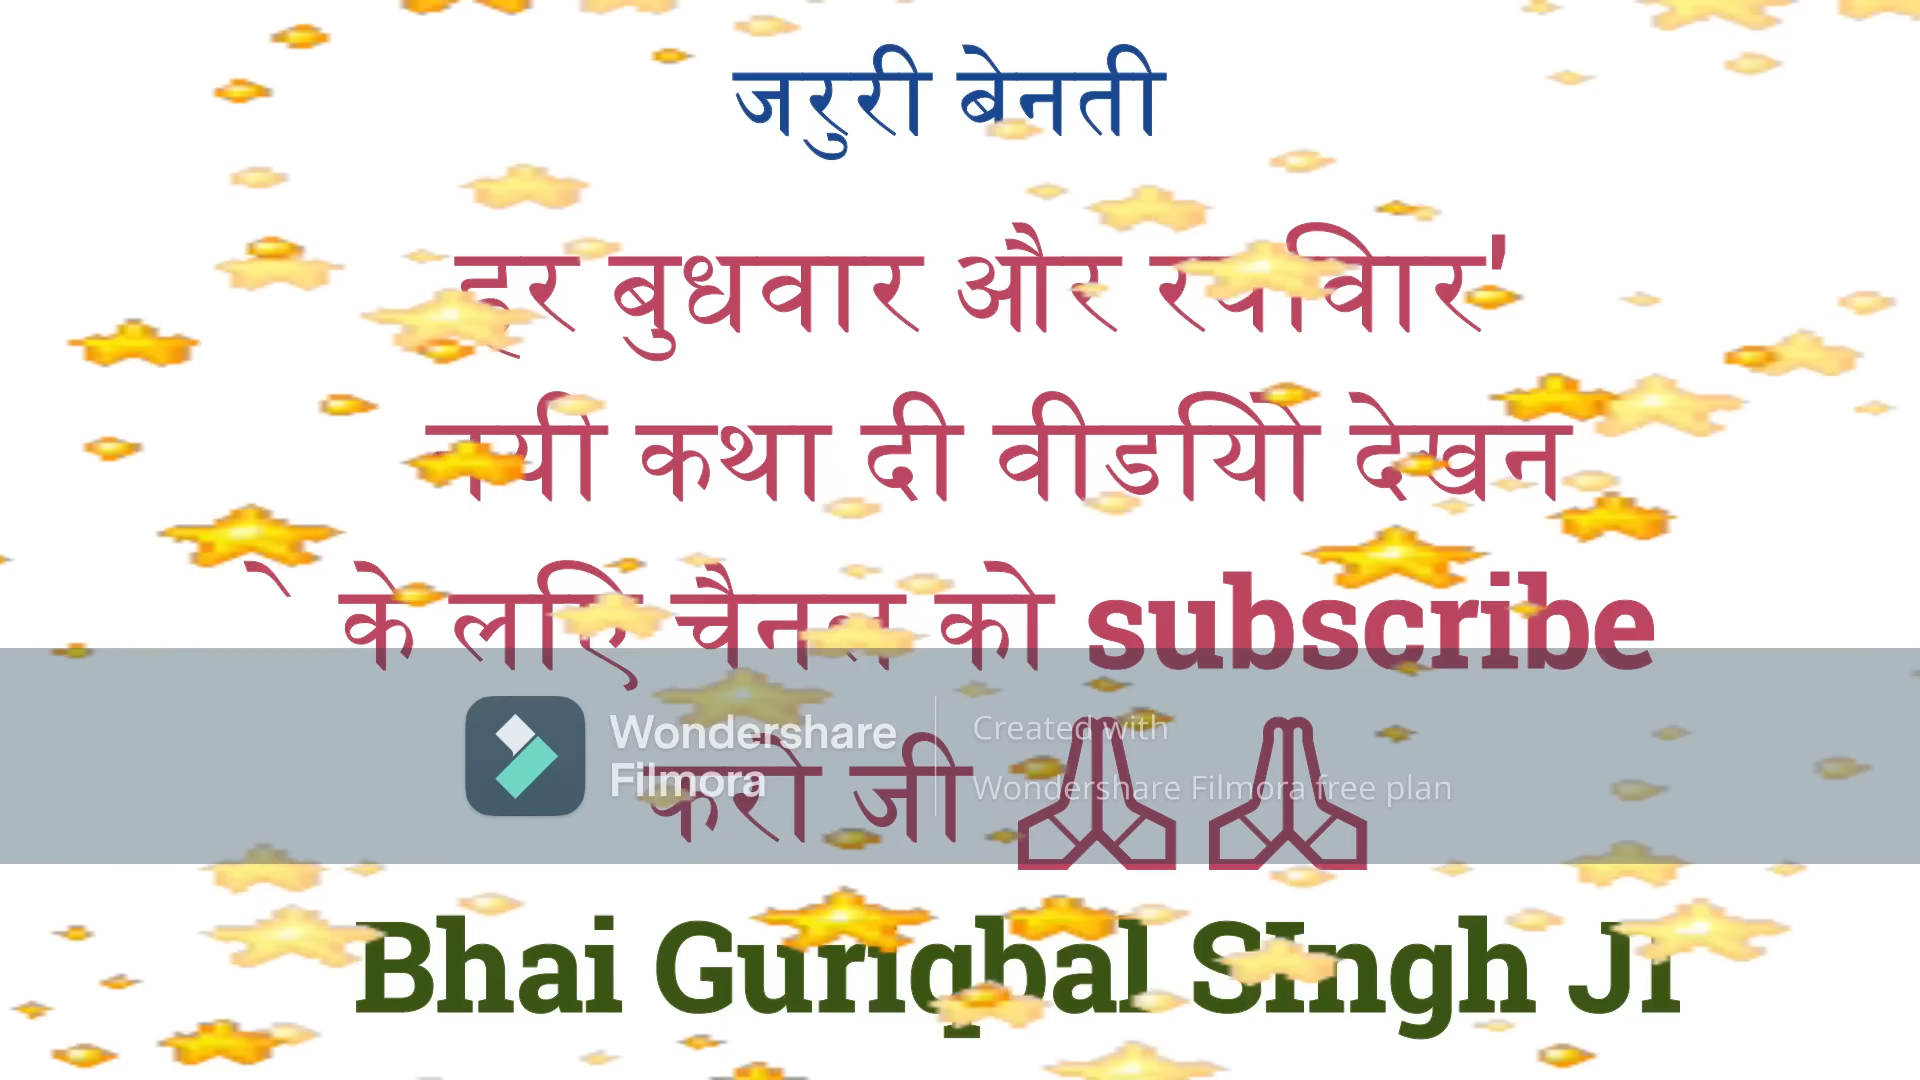 जरुरी बेनती
हर बुधवार और रविवार'
नयी कथा दी वीडियो देखन
े के लिए चैनल को subscribe
करो जी 🙏 🙏
Wondershare Filmora
Created with
Wondershare Filmora free plan
Bhai Guriqbal SIngh Ji